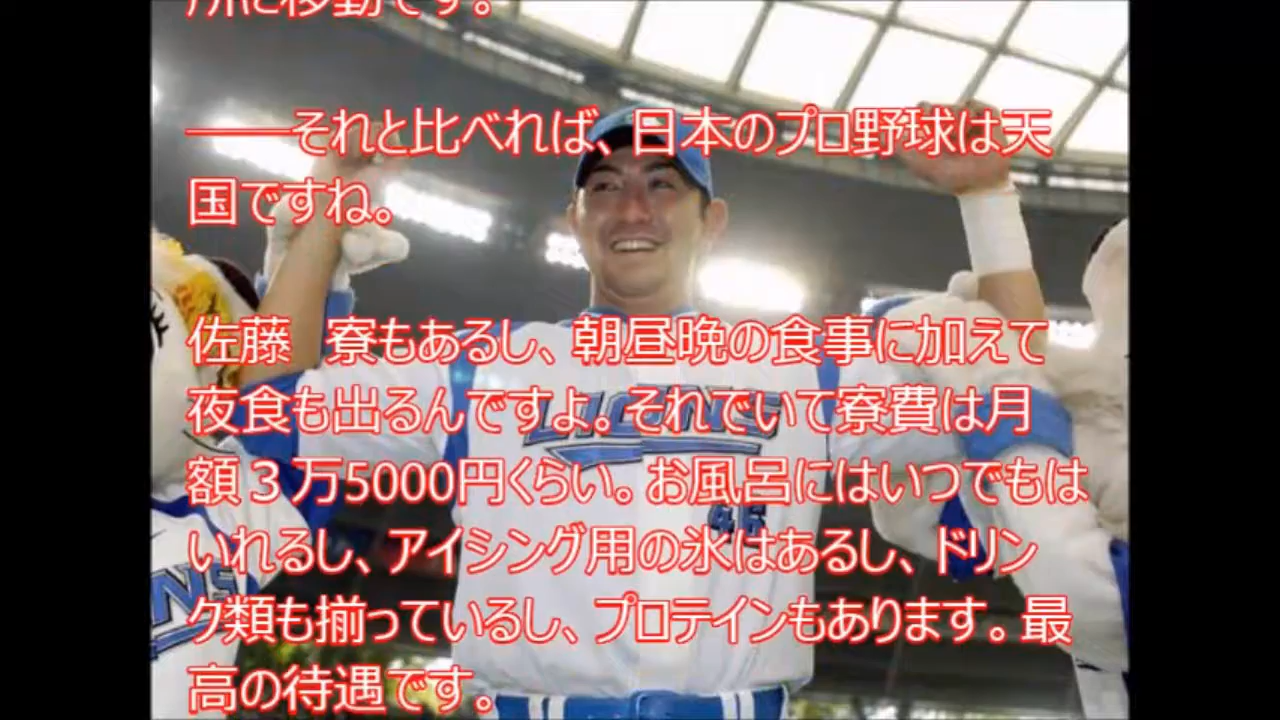 所に移動です。
――それと比べれば、日本のプロ野球は天
国ですね。
佐藤　寮もあるし、朝昼晩の食事に加えて
夜食も出るんですよ。それでいて寮費は月
額３万5000円くらい。お風呂にはいつでもは
いれるし、アイシング用の氷はあるし、ドリン
ク類も揃っているし、プロテインもあります。最
高の待遇です。
LIONS
46